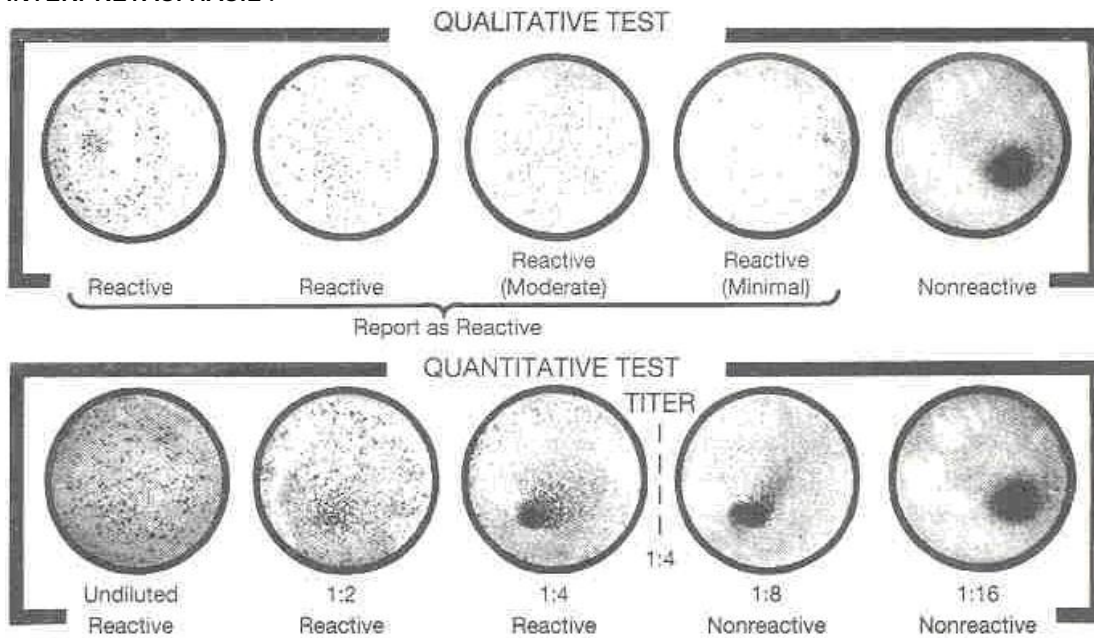 QUALITATIVE TEST
Reactive
Reactive
Reactive
(Moderate)
Reactive
(Minimal)
Nonreactive
Report as Reactive
QUANTITATIVE TEST
TITER
1:4
Undiluted
Reactive
1:2
Reactive
1:4
Reactive
1:8
Nonreactive
1:16
Nonreactive